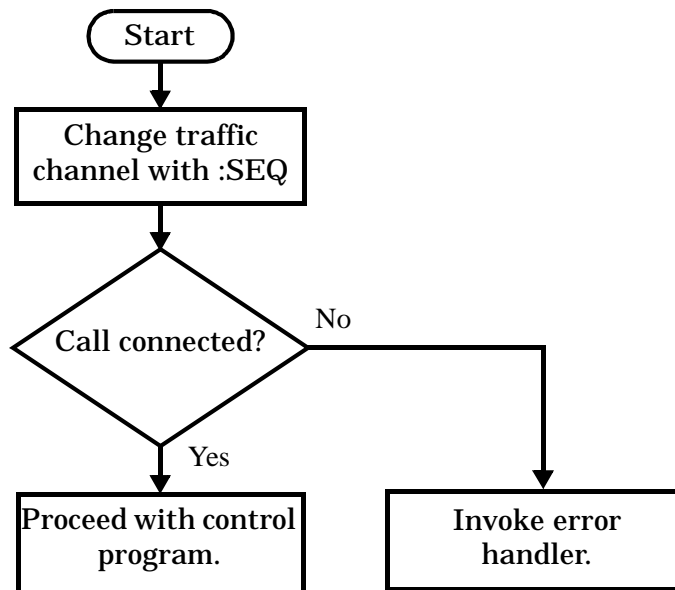 Start
Change traffic
channel with :SEQ
Call connected?
No
Yes
Proceed with control
program.
Invoke error
handler.